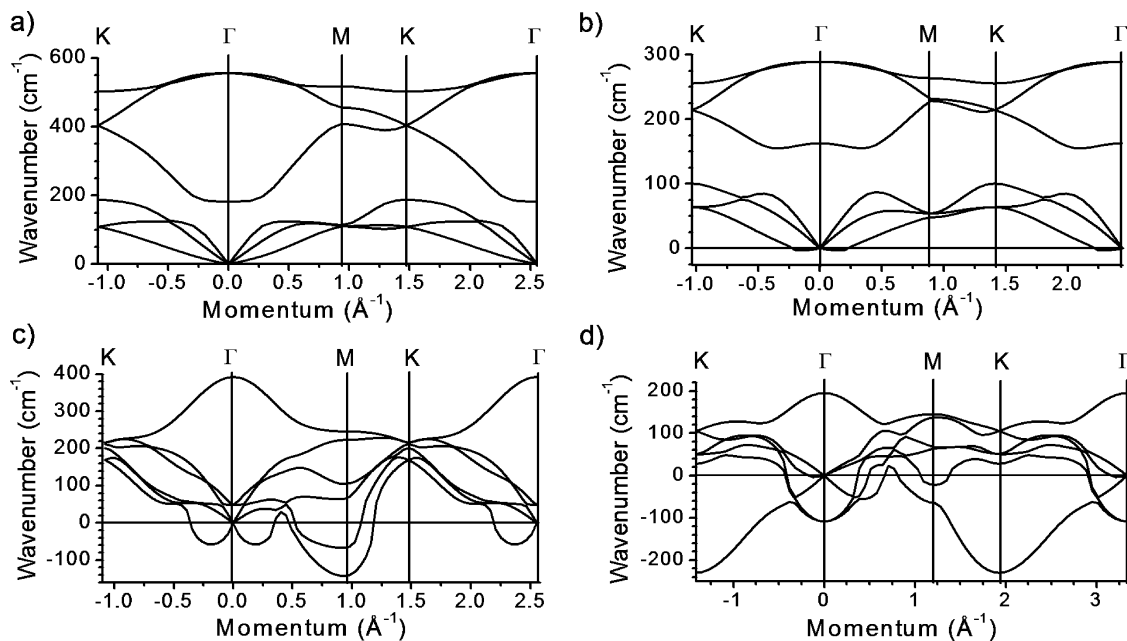 a)
K Γ M K Γ
600
400
200
0
Wavenumber (cm⁻¹)
-1.0 -0.5 0.0 0.5 1.0 1.5 2.0 2.5
Momentum (Å⁻¹)
b)
K Γ M K Γ
300
200
100
0
Wavenumber (cm⁻¹)
-1.0 -0.5 0.0 0.5 1.0 1.5 2.0
Momentum (Å⁻¹)
c)
K Γ M K Γ
400
300
200
100
0
-100
Wavenumber (cm⁻¹)
-1.0 -0.5 0.0 0.5 1.0 1.5 2.0 2.5
Momentum (Å⁻¹)
d)
K Γ M K Γ
200
100
0
-100
-200
Wavenumber (cm⁻¹)
-1 0 1 2 3
Momentum (Å⁻¹)